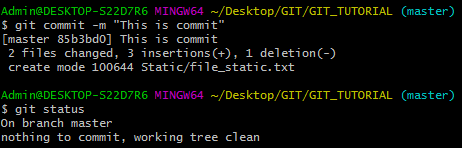 Admin@DESKTOP-S22D7R6 MINGW64 ~/Desktop/GIT/GIT_TUTORIAL (master)
$ git commit -m "This is commit"
[master 85b3bd0] This is commit
 2 files changed, 3 insertions(+), 1 deletion(-)
 create mode 100644 Static/file_static.txt

Admin@DESKTOP-S22D7R6 MINGW64 ~/Desktop/GIT/GIT_TUTORIAL (master)
$ git status
On branch master
nothing to commit, working tree clean